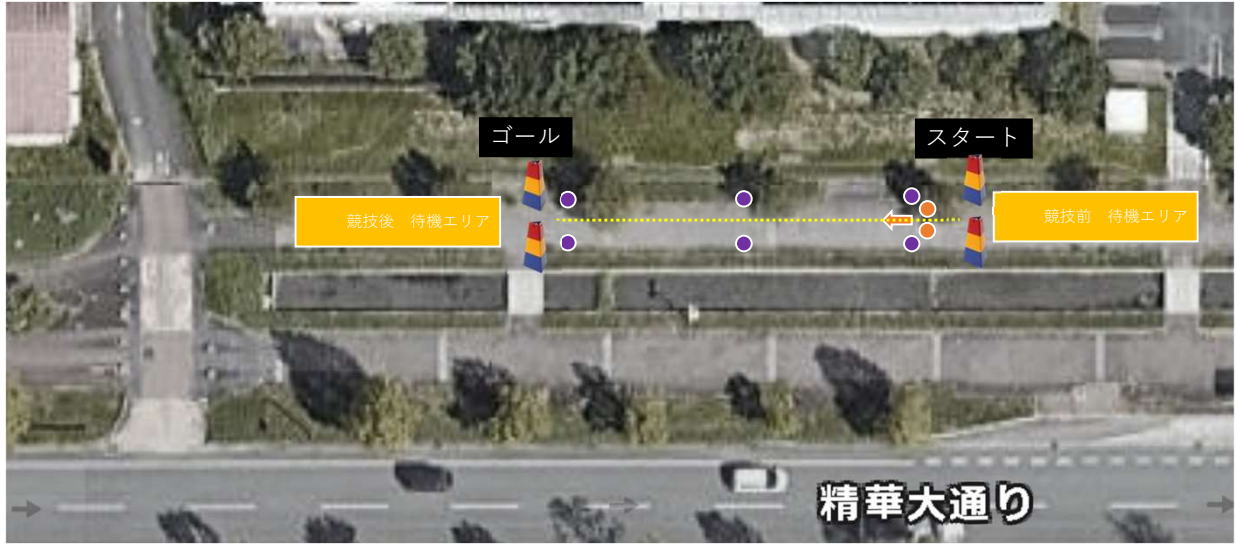 ゴール
スタート
競技後 待機エリア
競技前 待機エリア
精華大通り